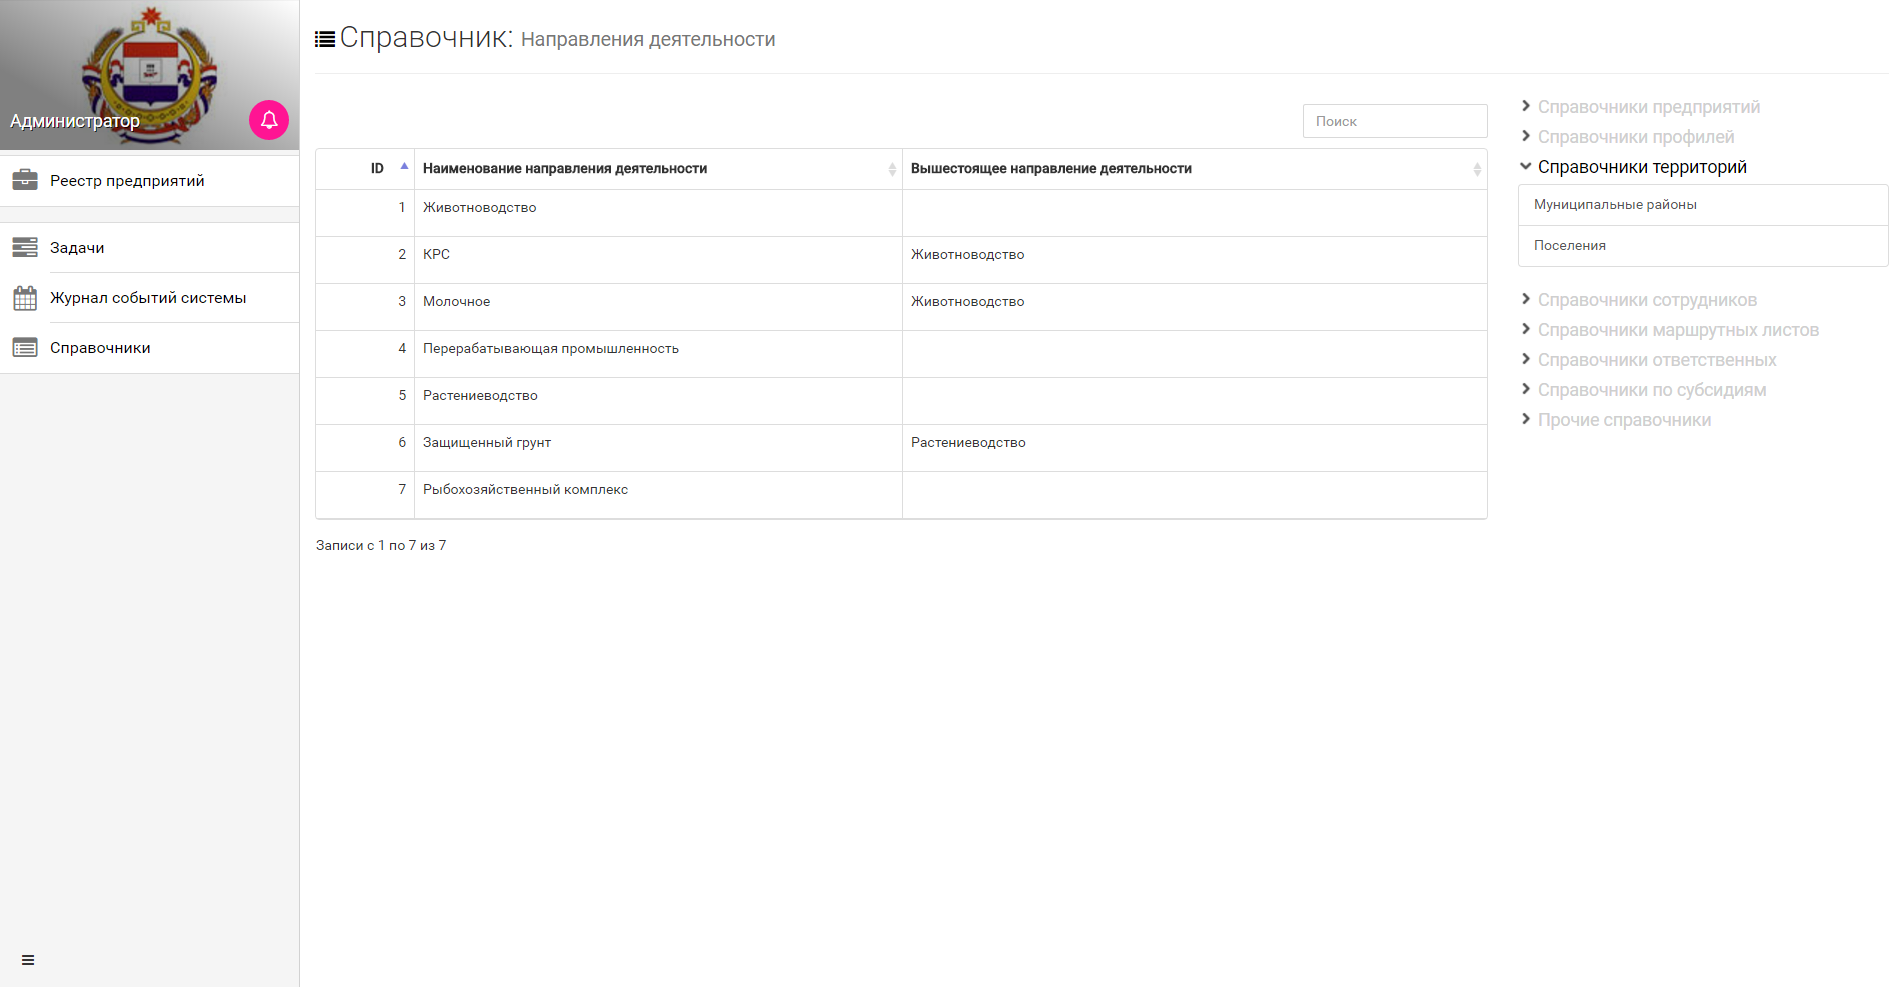 Администратор
Реестр предприятий
Задачи
Журнал событий системы
Справочники
Справочник: Направления деятельности
Поиск
ID Наименование направления деятельности Вышестоящее направление деятельности
1 Животноводство
2 КРС Животноводство
3 Молочное Животноводство
4 Перерабатывающая промышленность
5 Растениеводство
6 Защищенный грунт Растениеводство
7 Рыбохозяйственный комплекс
Записи с 1 по 7 из 7
Справочники предприятий
Справочники профилей
Справочники территорий
Муниципальные районы
Поселения
Справочники сотрудников
Справочники маршрутных листов
Справочники ответственных
Справочники по субсидиям
Прочие справочники